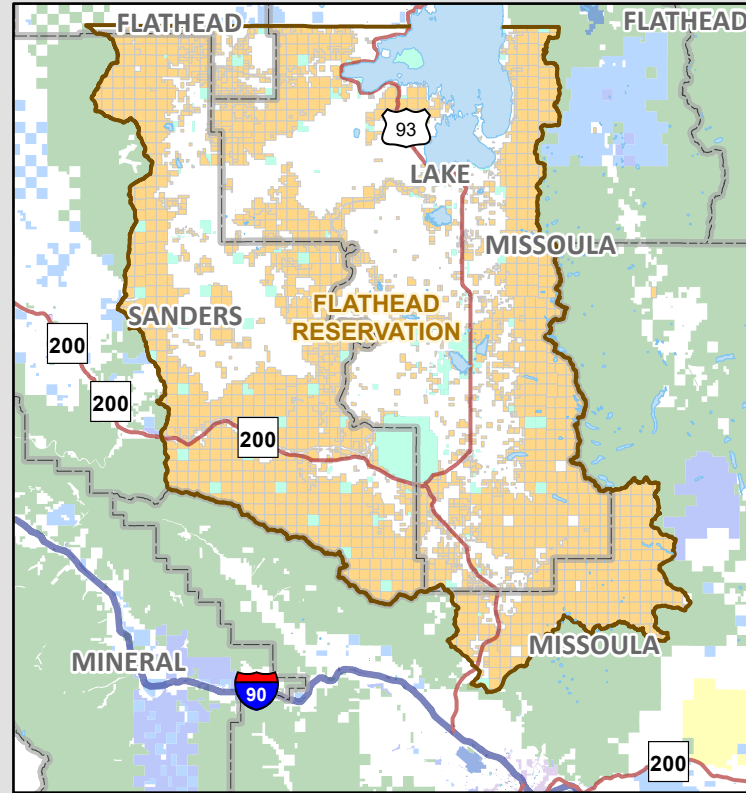 FLATHEAD
FLATHEAD
93
LAKE
MISSOULA
SANDERS
FLATHEAD
RESERVATION
200
200
200
MISSOULA
MINERAL
90
200